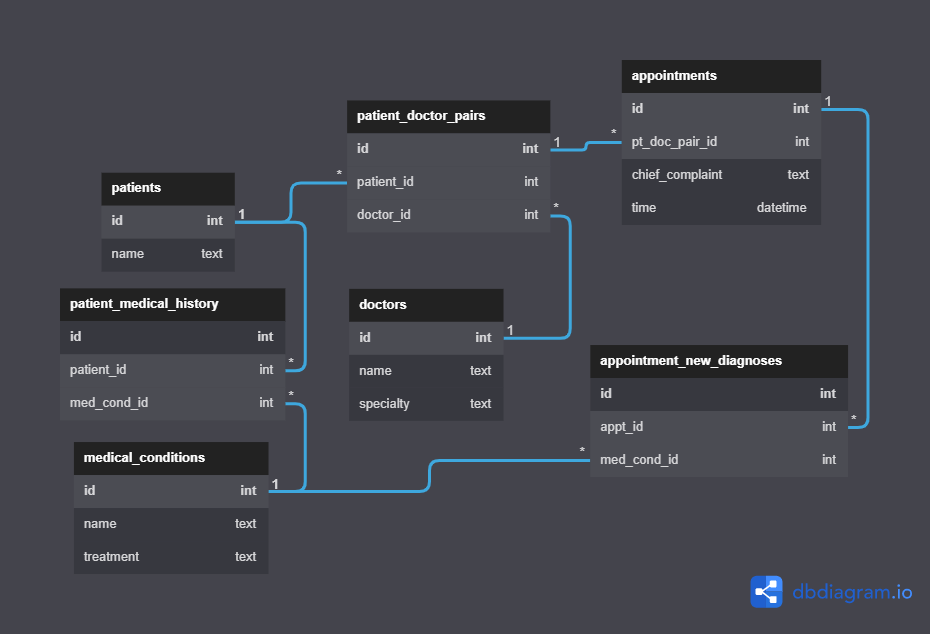 appointments
id int
pt_doc_pair_id int
chief_complaint text
time datetime
1
patient_doctor_pairs
id int
patient_id int
doctor_id int
1
*
*
*
patients
id int
name text
1
patient_medical_history
id int
patient_id int
med_cond_id int
*
*
doctors
id int
name text
specialty text
1
appointment_new_diagnoses
id int
appt_id int
med_cond_id int
*
*
medical_conditions
id int
name text
treatment text
1
dbdiagram.io